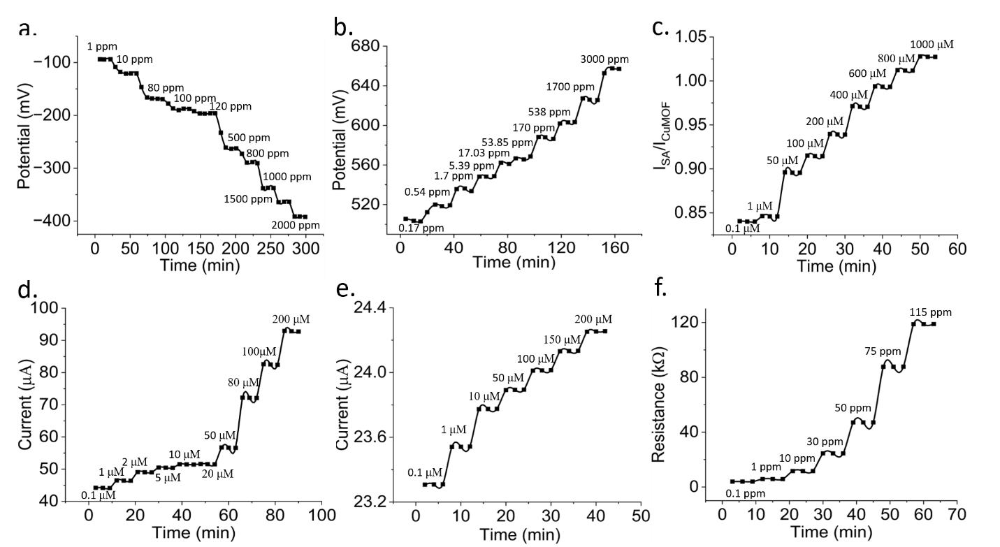 a.
1 ppm
10 ppm
80 ppm
100 ppm
120 ppm
500 ppm
800 ppm
1000 ppm
1500 ppm
2000 ppm
−100
−200
−300
−400
Potential (mV)
0 50 100 150 200 250 300
Time (min)
b.
680
640
600
560
520
Potential (mV)
3000 ppm
1700 ppm
538 ppm
170 ppm
53.85 ppm
17.03 ppm
5.39 ppm
1.7 ppm
0.54 ppm
0.17 ppm
0 40 80 120 160
Time (min)
c.
1.05
1.00
0.95
0.90
0.85
I_SA/I_CuMOF
1000 µM
800 µM
600 µM
400 µM
200 µM
100 µM
50 µM
1 µM
0.1 µM
0 10 20 30 40 50 60
Time (min)
d.
100
90
80
70
60
50
40
Current (µA)
200 µM
100µM
80 µM
50 µM
10 µM
20 µM
2 µM
5 µM
1 µM
0.1 µM
0 20 40 60 80 100
Time (min)
e.
24.4
24.0
23.6
23.2
Current (µA)
200 µM
150 µM
100 µM
50 µM
10 µM
1 µM
0.1 µM
0 10 20 30 40 50
Time (min)
f.
120
80
40
0
Resistance (kΩ)
115 ppm
75 ppm
50 ppm
30 ppm
10 ppm
1 ppm
0.1 ppm
0 10 20 30 40 50 60 70
Time (min)